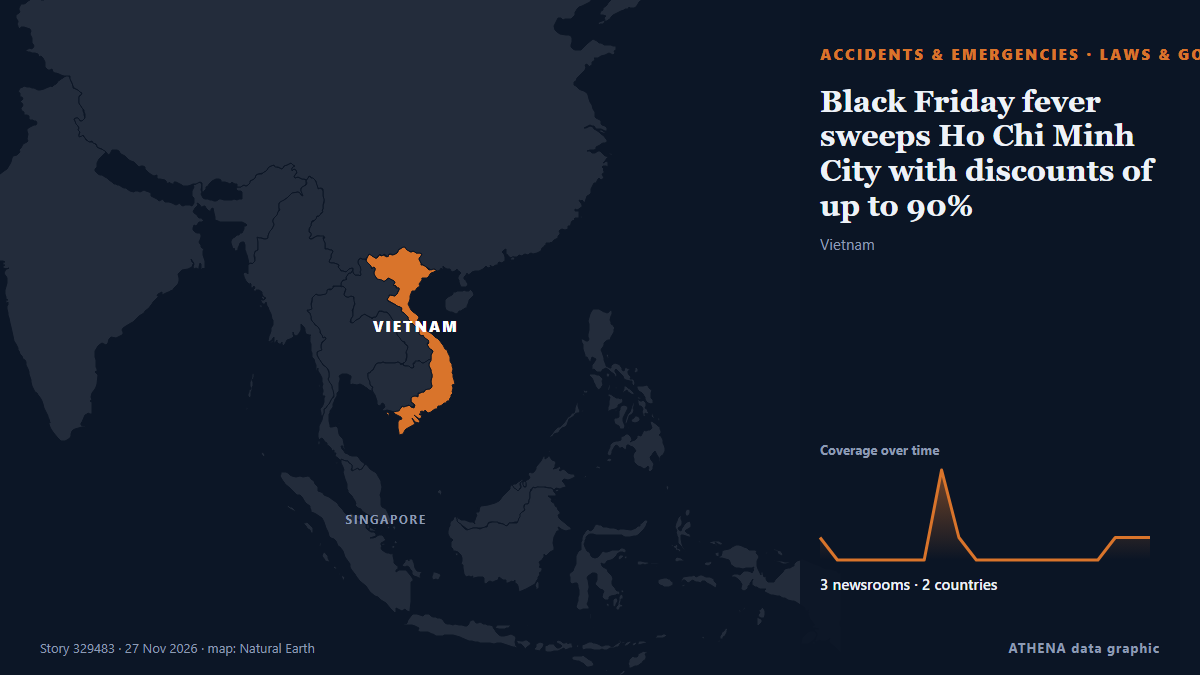 ACCIDENTS & EMERGENCIES · LAWS & GO
Black Friday fever
sweeps Ho Chi Minh
City with discounts of
up to 90%
Vietnam
VIETNAM
SINGAPORE
Coverage over time
3 newsrooms · 2 countries
Story 329483 · 27 Nov 2026 · map: Natural Earth
ATHENA data graphic